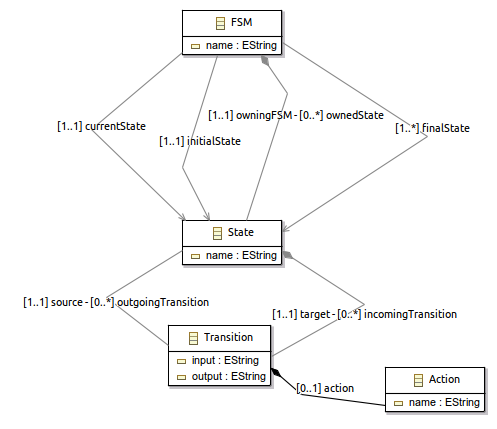 FSM
name : EString
[1..1] currentState
[1..1] initialState
[1..1] owningFSM - [0..*] ownedState
[1..*] finalState
State
name : EString
[1..1] source - [0..*] outgoingTransition
[1..1] target - [0..*] incomingTransition
Transition
input : EString
output : EString
[0..1] action
Action
name : EString